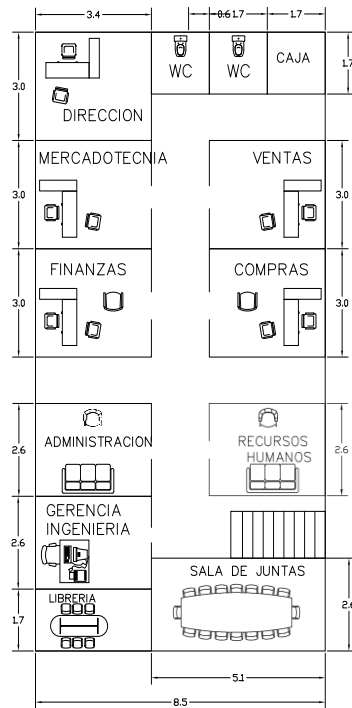 3.4
0.6 1.7
1.7
WC
WC
CAJA
1.7
3.0
DIRECCION
MERCADOTECNIA
VENTAS
3.0
3.0
FINANZAS
COMPRAS
3.0
3.0
ADMINISTRACION
RECURSOS
HUMANOS
2.6
2.6
GERENCIA
INGENIERIA
2.6
SALA DE JUNTAS
LIBRERIA
1.7
2.6
5.1
8.5